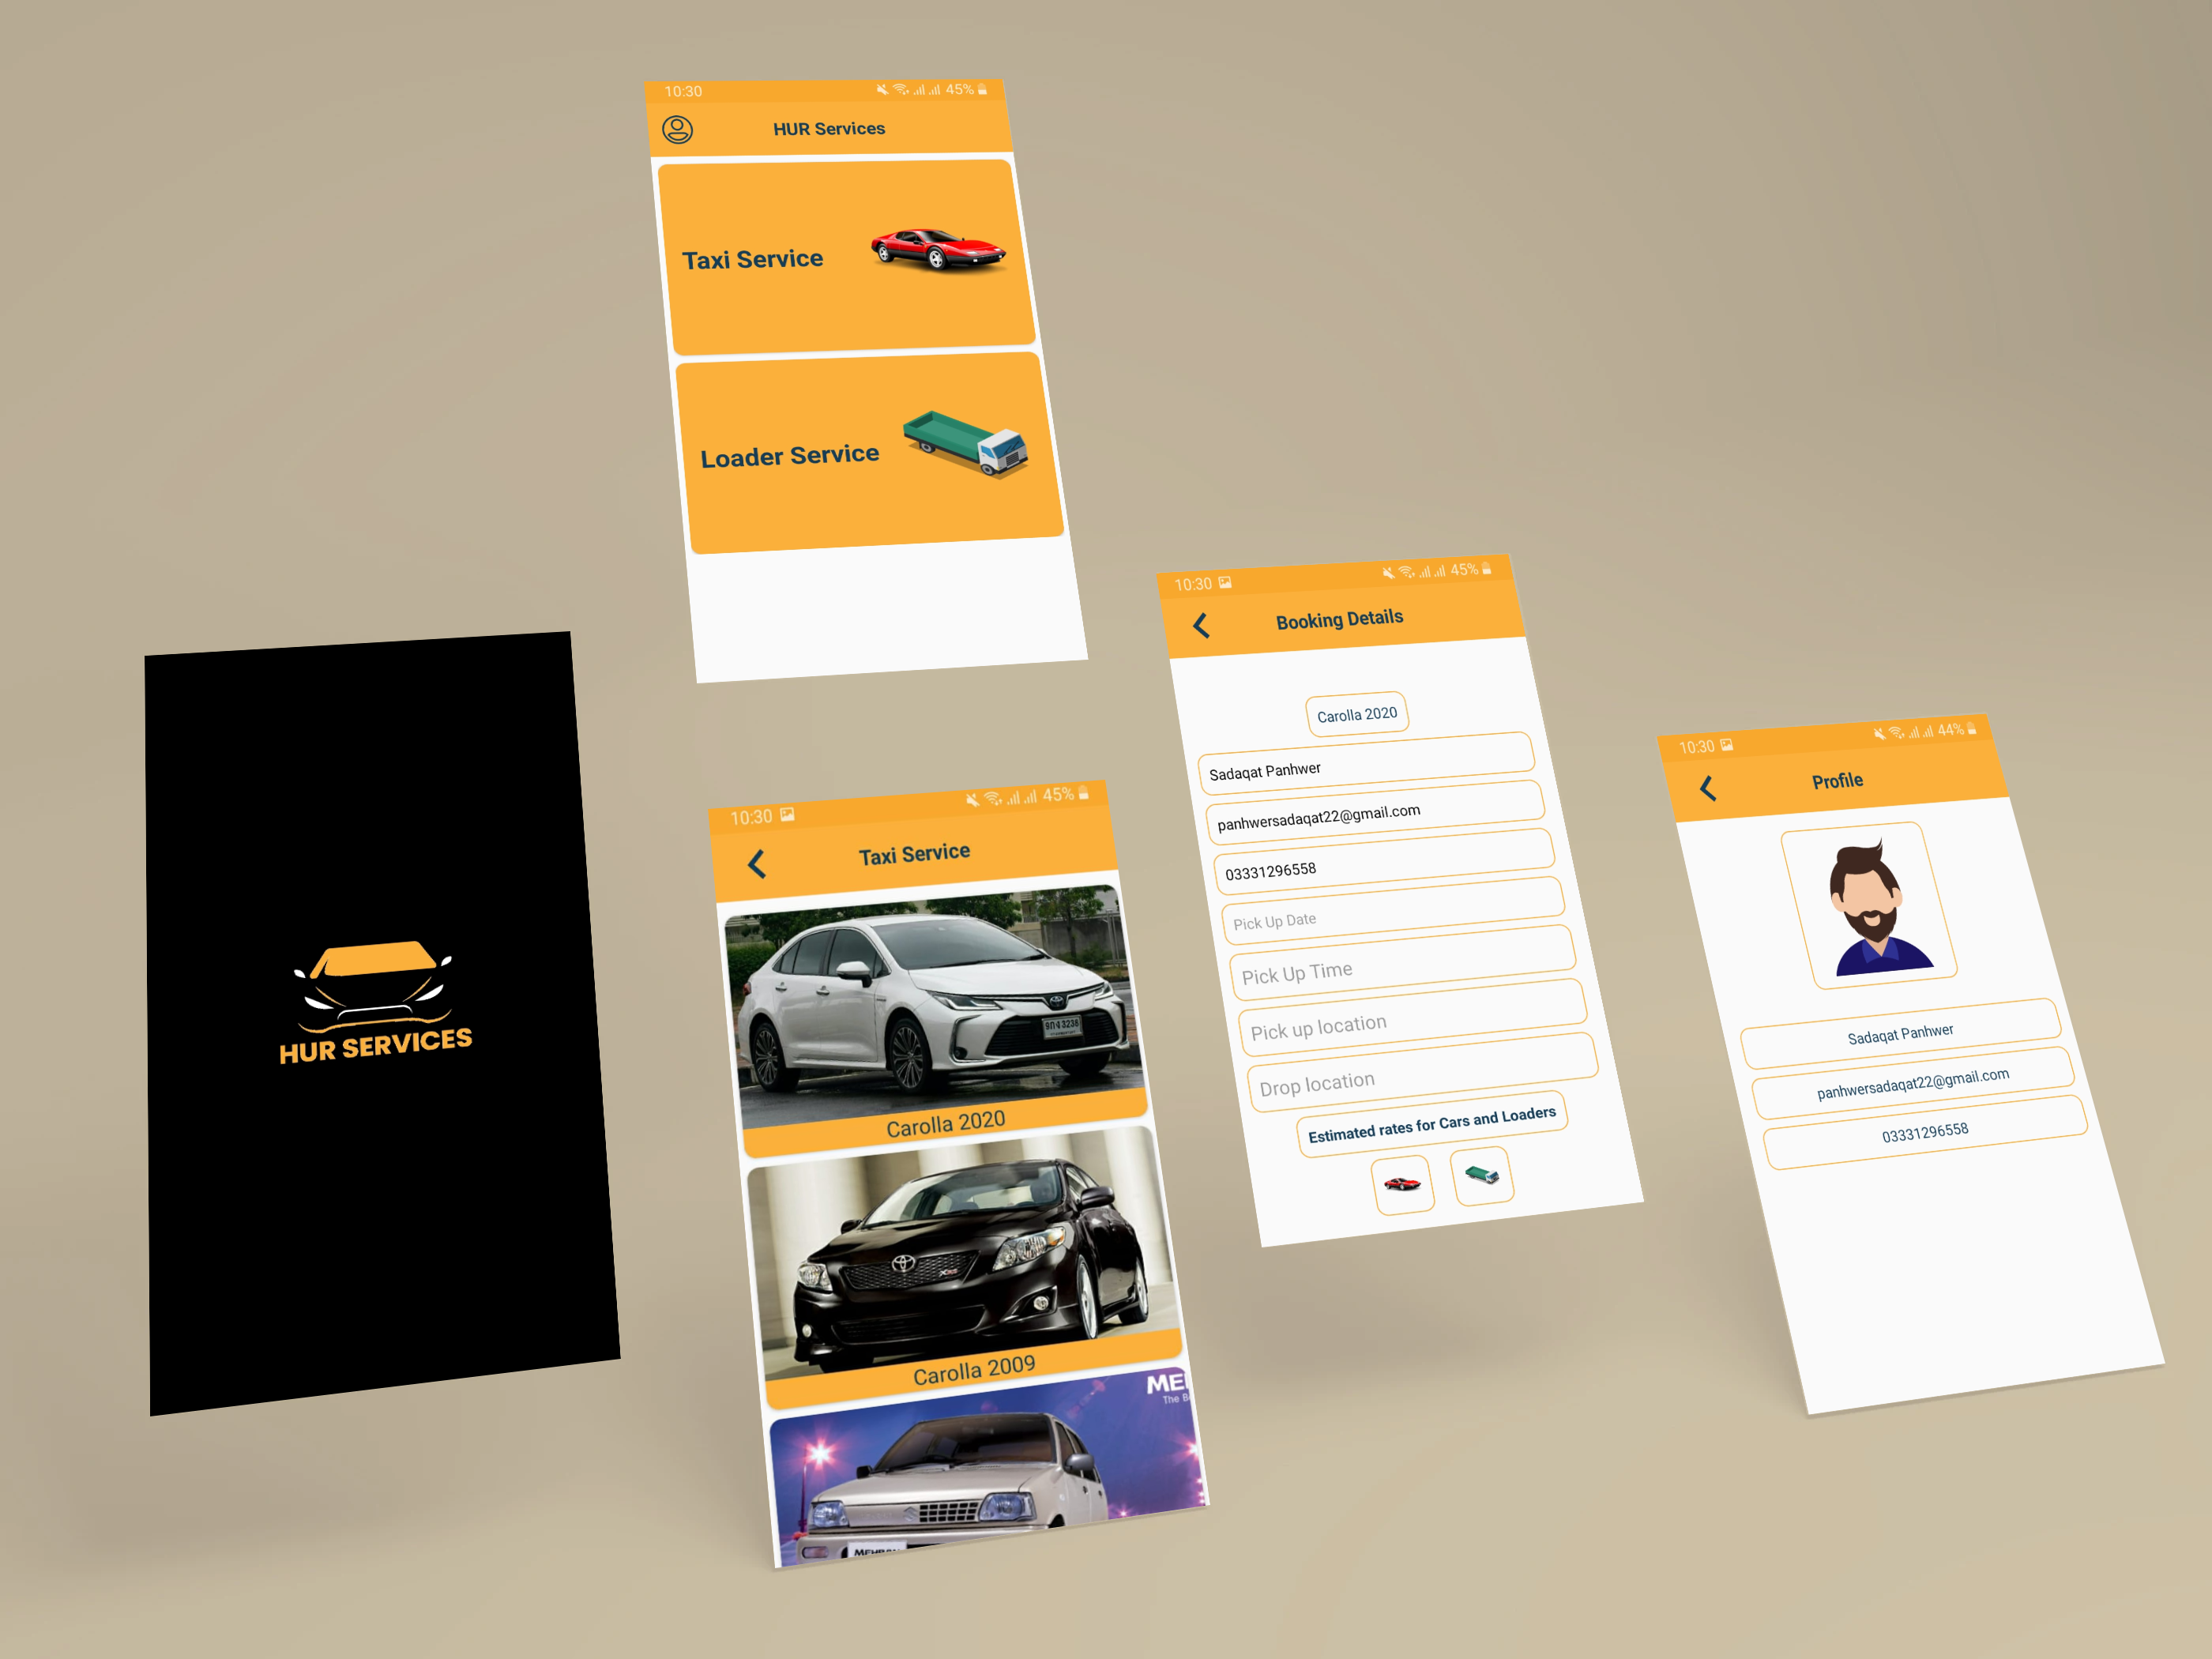 HUR SERVICES
10:30 45%
HUR Services
Taxi Service
Loader Service
10:30 45%
Taxi Service
Carolla 2020
Carolla 2009
10:30 45%
Booking Details
Carolla 2020
Sadaqat Panhwer
panhwersadaqat22@gmail.com
03331296558
Pick Up Date
Pick Up Time
Pick up location
Drop location
Estimated rates for Cars and Loaders
10:30 44%
Profile
Sadaqat Panhwer
panhwersadaqat22@gmail.com
03331296558